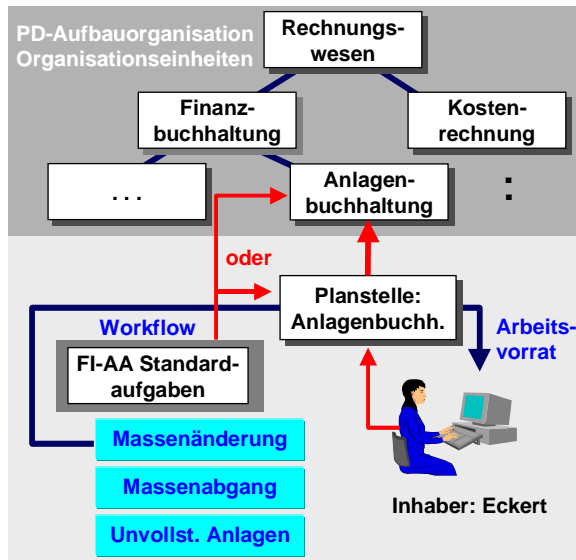 PD-Aufbauorganisation
Organisationseinheiten
Rechnungs-
wesen
Finanz-
buchhaltung
Kosten-
rechnung
. . .
Anlagen-
buchhaltung
:
oder
Planstelle:
Anlagenbuchh.
Workflow
Arbeits-
vorrat
FI-AA Standard-
aufgaben
Massenänderung
Massenabgang
Unvollst. Anlagen
Inhaber: Eckert